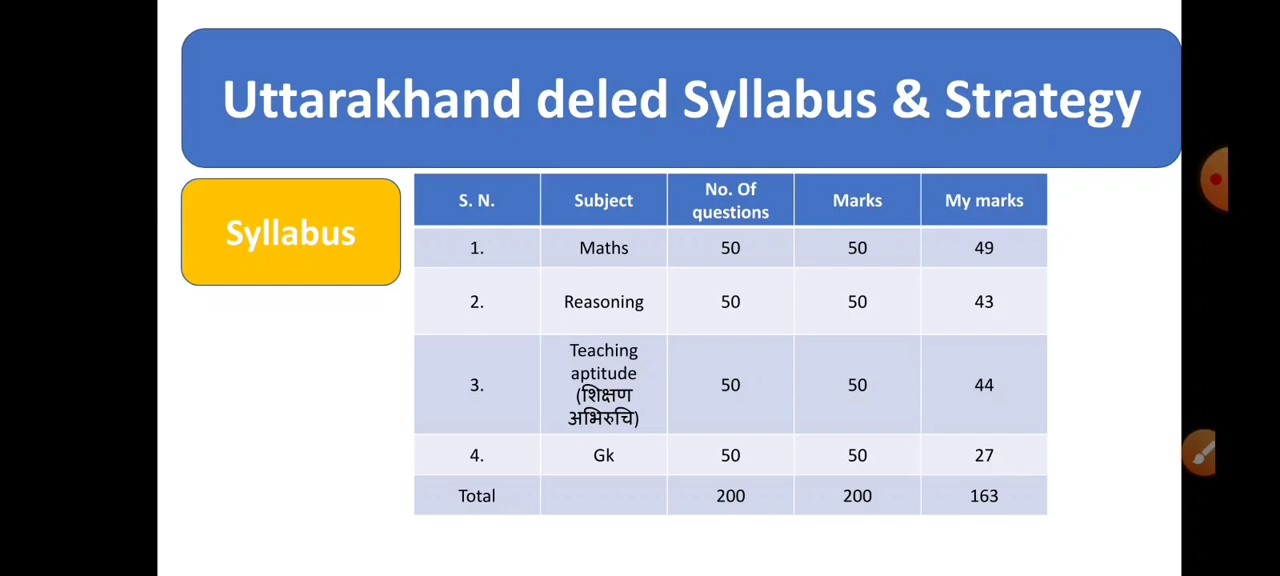 Uttarakhand deled Syllabus & Strategy
Syllabus
S. N. Subject No. Of questions Marks My marks
1. Maths 50 50 49
2. Reasoning 50 50 43
3. Teaching aptitude (शिक्षण अभिरुचि) 50 50 44
4. Gk 50 50 27
Total 200 200 163